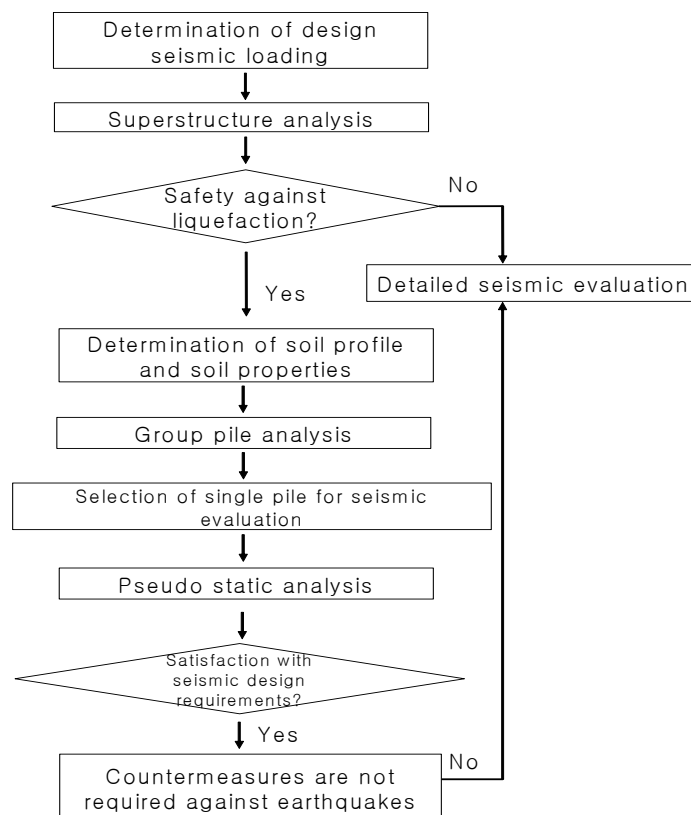 Determination of design
seismic loading
Superstructure analysis
Safety against
liquefaction?
No
Detailed seismic evaluation
Yes
Determination of soil profile
and soil properties
Group pile analysis
Selection of single pile for seismic
evaluation
Pseudo static analysis
Satisfaction with
seismic design
requirements?
Yes
No
Countermeasures are not
required against earthquakes